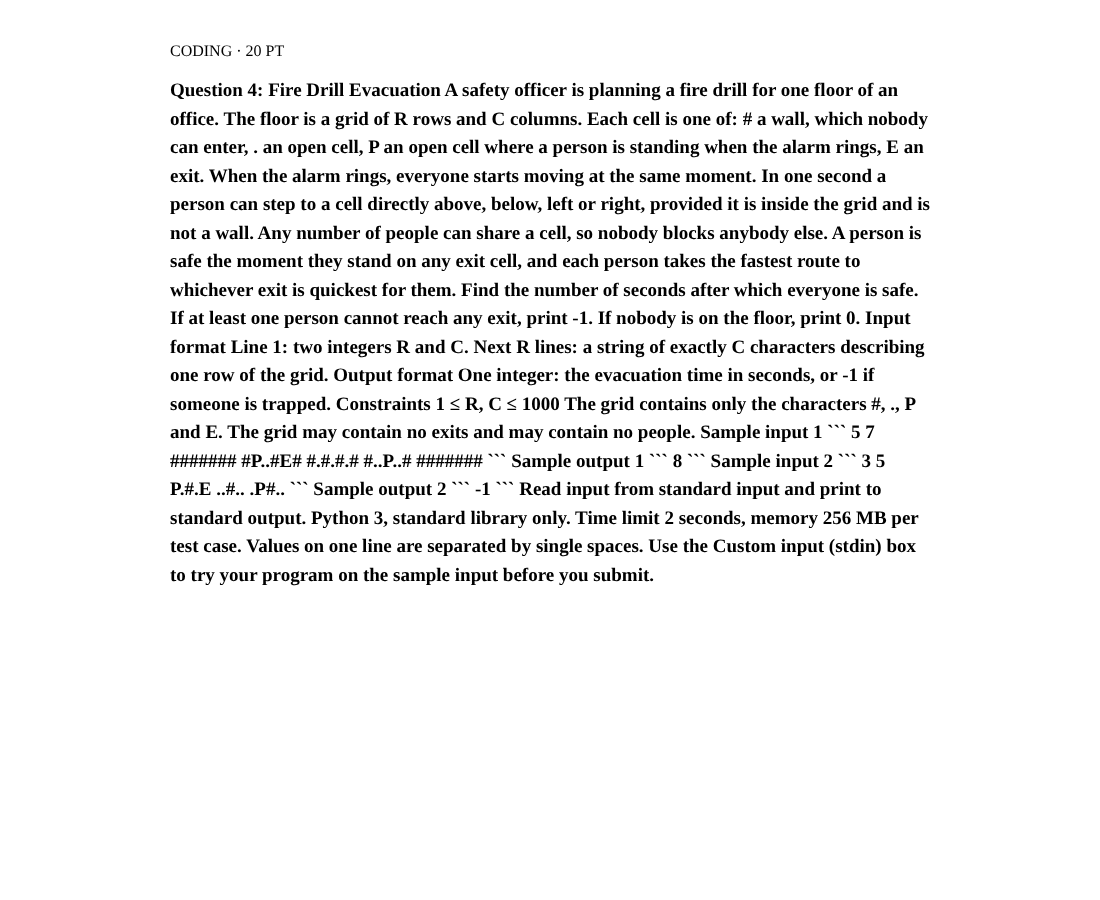 CODING · 20 PT
Question 4: Fire Drill Evacuation A safety officer is planning a fire drill for one floor of an
office. The floor is a grid of R rows and C columns. Each cell is one of: # a wall, which nobody
can enter, . an open cell, P an open cell where a person is standing when the alarm rings, E an
exit. When the alarm rings, everyone starts moving at the same moment. In one second a
person can step to a cell directly above, below, left or right, provided it is inside the grid and is
not a wall. Any number of people can share a cell, so nobody blocks anybody else. A person is
safe the moment they stand on any exit cell, and each person takes the fastest route to
whichever exit is quickest for them. Find the number of seconds after which everyone is safe.
If at least one person cannot reach any exit, print -1. If nobody is on the floor, print 0. Input
format Line 1: two integers R and C. Next R lines: a string of exactly C characters describing
one row of the grid. Output format One integer: the evacuation time in seconds, or -1 if
someone is trapped. Constraints 1 ≤ R, C ≤ 1000 The grid contains only the characters #, ., P
and E. The grid may contain no exits and may contain no people. Sample input 1 ``` 5 7
####### #P..#E# #.#.#.# #..P..# ####### ``` Sample output 1 ``` 8 ``` Sample input 2 ``` 3 5
P.#.E ..#.. .P#.. ``` Sample output 2 ``` -1 ``` Read input from standard input and print to
standard output. Python 3, standard library only. Time limit 2 seconds, memory 256 MB per
test case. Values on one line are separated by single spaces. Use the Custom input (stdin) box
to try your program on the sample input before you submit.